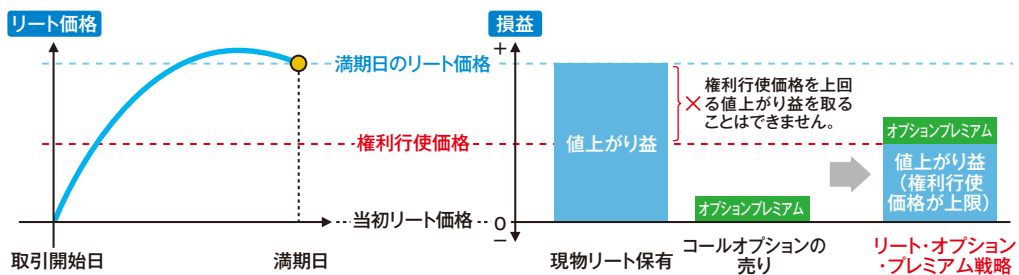 リート価格
満期日のリート価格
権利行使価格
当初リート価格
取引開始日
満期日
損益
+
0
−
値上がり益
×
権利行使価格を上回
る値上がり益を取る
ことはできません。
オプションプレミアム
オプションプレミアム
値上がり益
（権利行使
価格が上限）
現物リート保有
コールオプションの
売り
リート・オプション
・プレミアム戦略